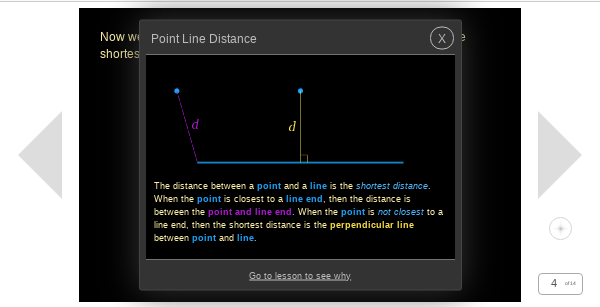 Now we
shortes
e
Point Line Distance
X
d
d
The distance between a point and a line is the shortest distance.
When the point is closest to a line end, then the distance is
between the point and line end. When the point is not closest to a
line end, then the shortest distance is the perpendicular line
between point and line.
Go to lesson to see why
4 of 14